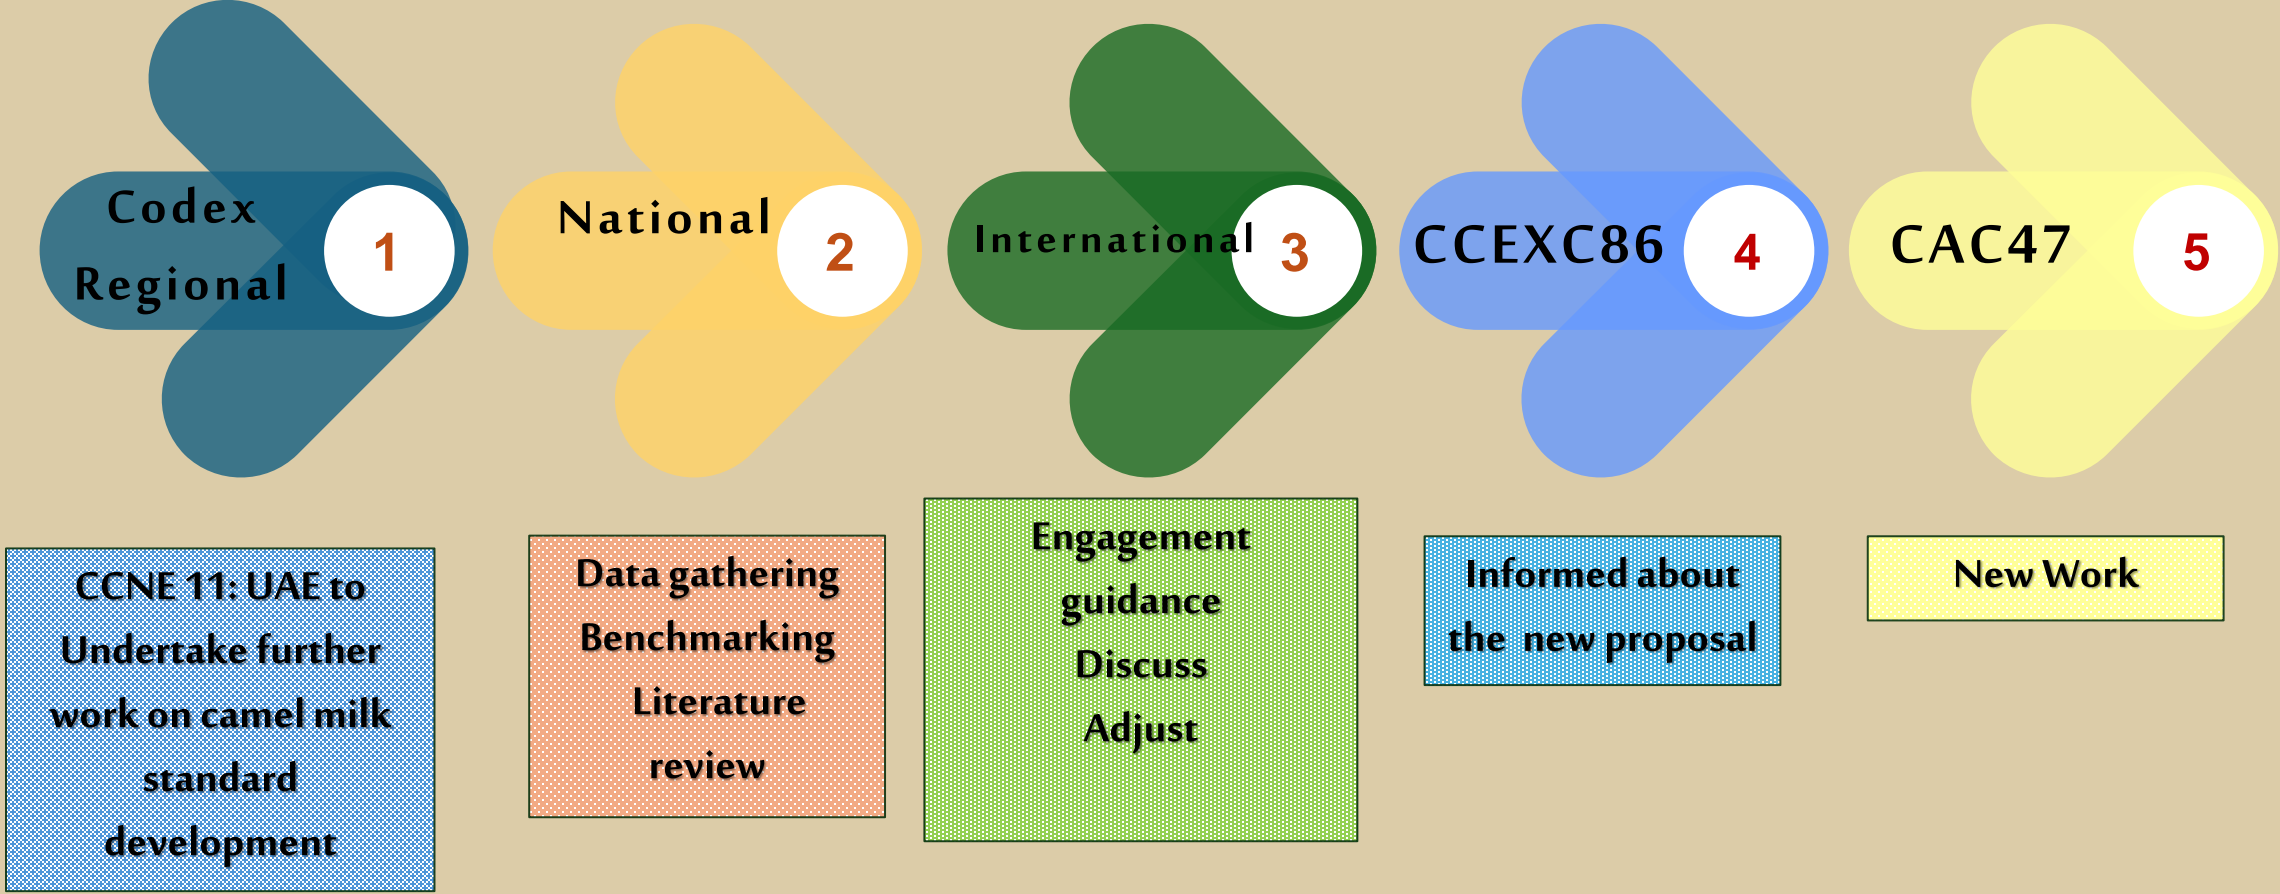 Codex
Regional
1
National
2
International
3
CCEXC86
4
CAC47
5
CCNE 11: UAE to
Undertake further
work on camel milk
standard
development
Data gathering
Benchmarking
Literature
review
Engagement
guidance
Discuss
Adjust
Informed about
the new proposal
New Work